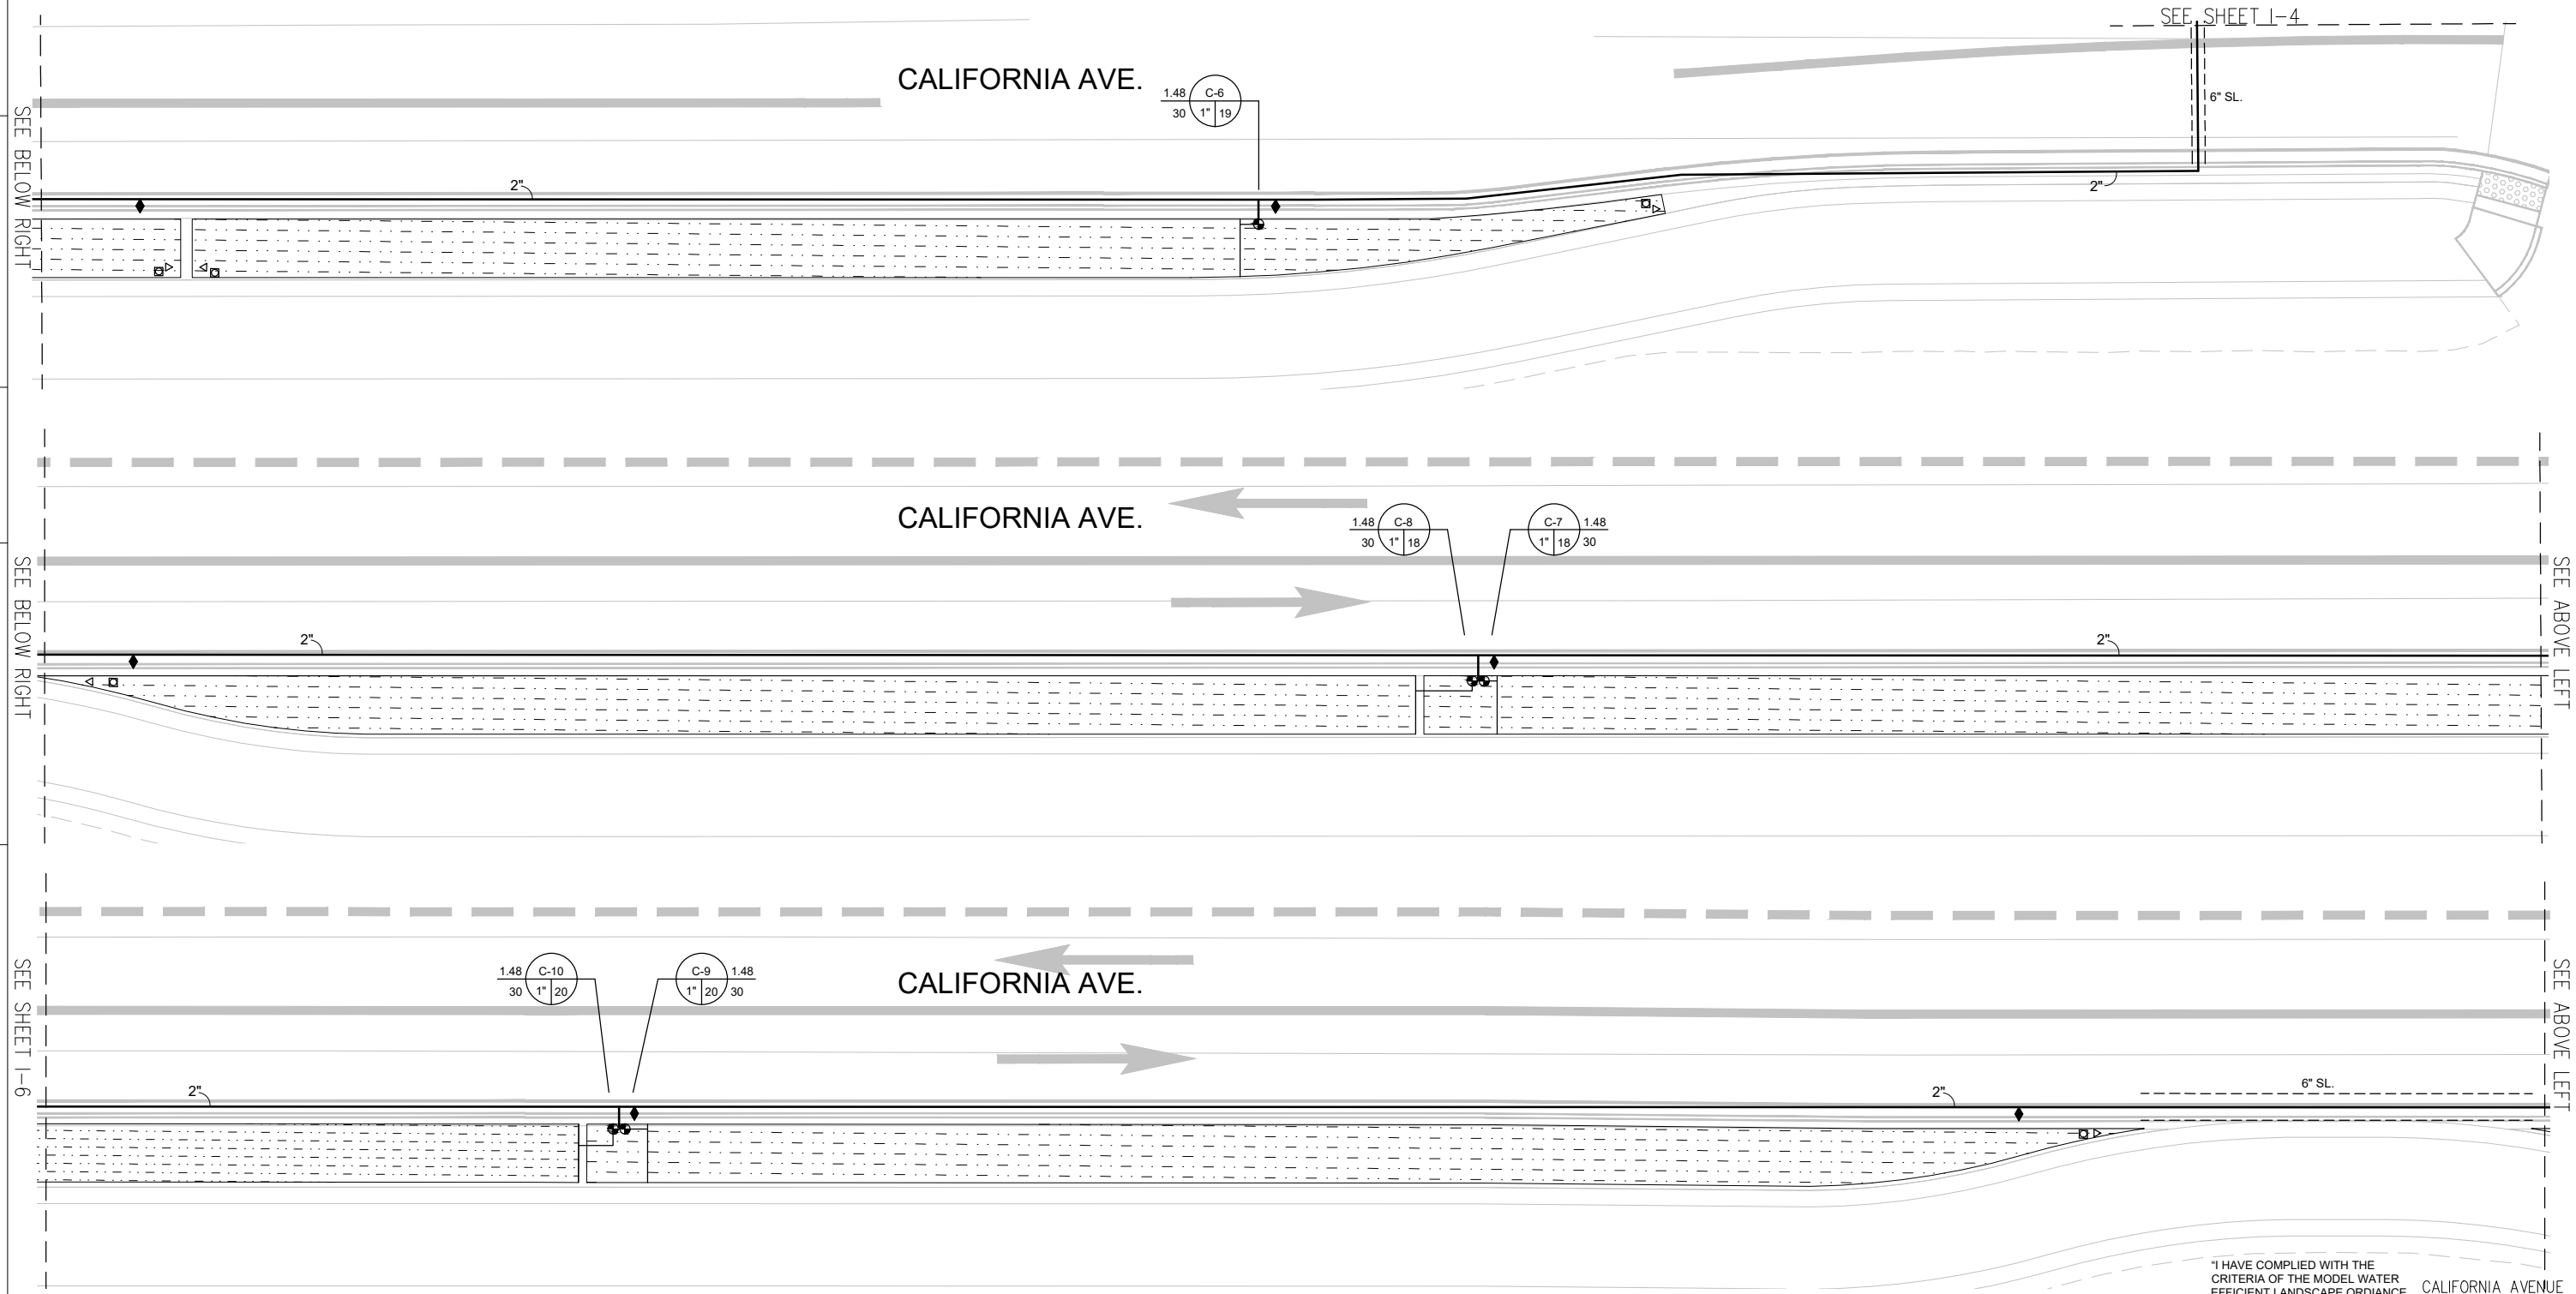 SEE SHEET I-4
CALIFORNIA AVE.
1.48
30
C-6
1" 19
6" SL.
SEE BELOW RIGHT
2"
2"
CALIFORNIA AVE.
1.48
30
C-8
1" 18
C-7
1" 18
1.48
30
SEE BELOW RIGHT
SEE ABOVE LEFT
2"
2"
1.48
30
C-10
1" 20
C-9
1" 20
1.48
30
CALIFORNIA AVE.
SEE SHEET I-6
SEE ABOVE LEFT
2"
2"
6" SL.
"I HAVE COMPLIED WITH THE
CRITERIA OF THE MODEL WATER
EFFICIENT LANDSCAPE ORDIANCE
CALIFORNIA AVENUE